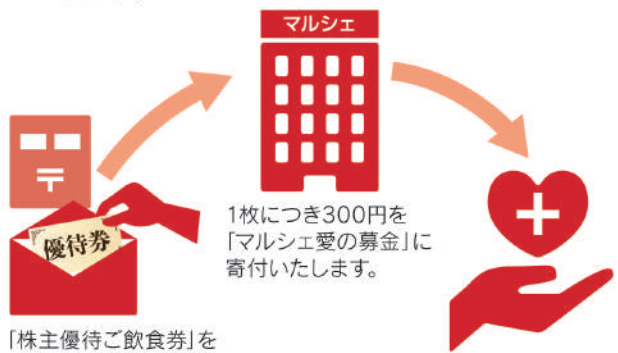 マルシェ
優待券
1枚につき300円を
「マルシェ愛の募金」に
寄付いたします。
「株主優待ご飲食券」を